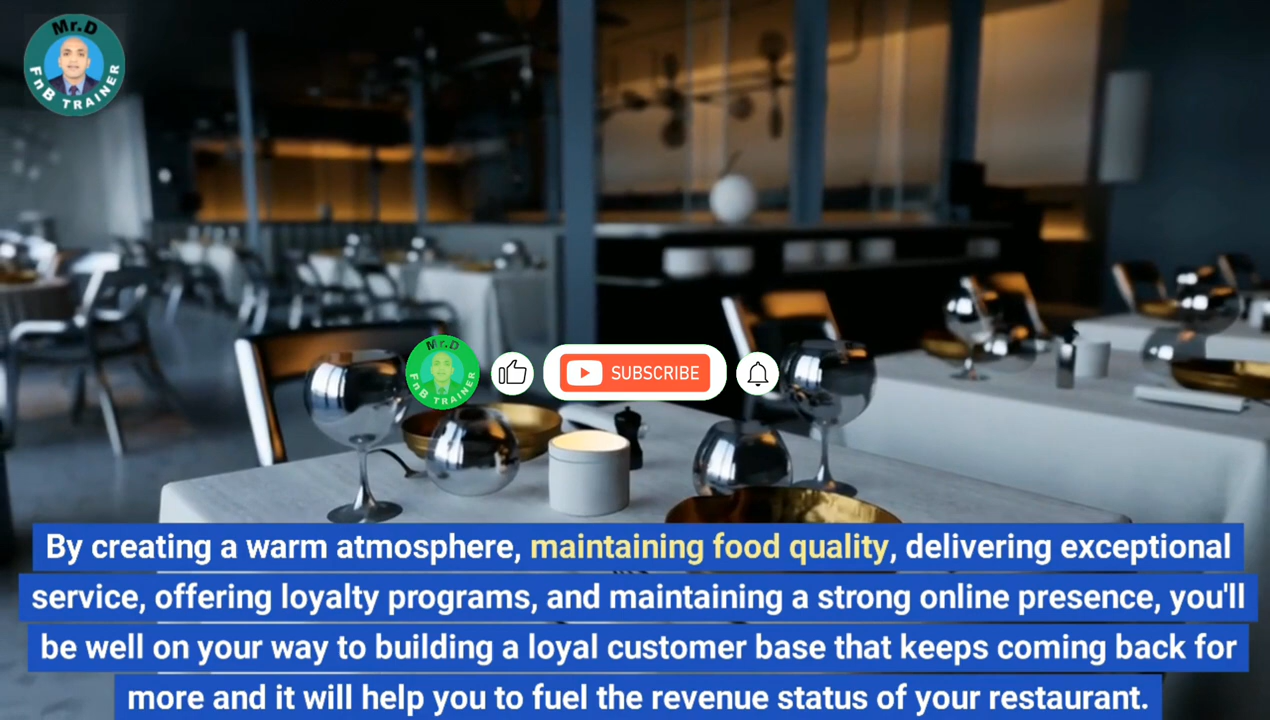 Mr.D
FnB TRAINER
Mr.D
FnB TRAINER
SUBSCRIBE
By creating a warm atmosphere, maintaining food quality, delivering exceptional
service, offering loyalty programs, and maintaining a strong online presence, you'll
be well on your way to building a loyal customer base that keeps coming back for
more and it will help you to fuel the revenue status of your restaurant.